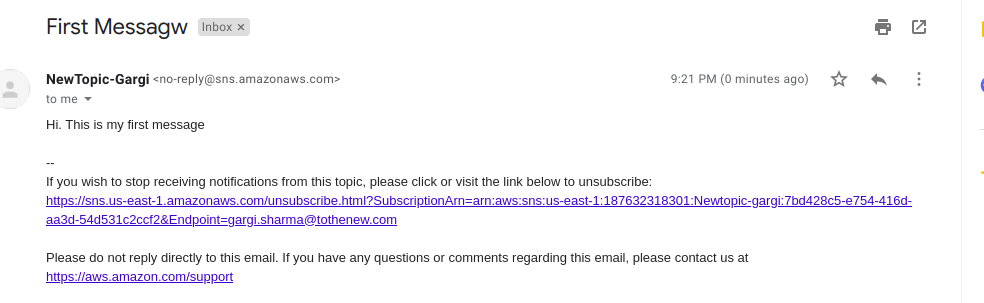 First Messagw
Inbox ×
NewTopic-Gargi <no-reply@sns.amazonaws.com>
9:21 PM (0 minutes ago)
to me
Hi. This is my first message
--
If you wish to stop receiving notifications from this topic, please click or visit the link below to unsubscribe:
https://sns.us-east-1.amazonaws.com/unsubscribe.html?SubscriptionArn=arn:aws:sns:us-east-1:187632318301:Newtopic-gargi:7bd428c5-e754-416d-
aa3d-54d531c2ccf2&Endpoint=gargi.sharma@tothenew.com
Please do not reply directly to this email. If you have any questions or comments regarding this email, please contact us at
https://aws.amazon.com/support